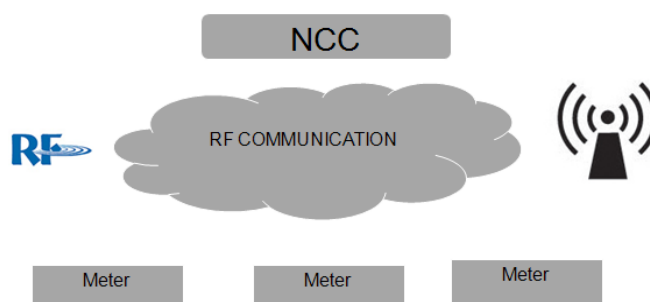 NCC
RF COMMUNICATION
RF
Meter
Meter
Meter